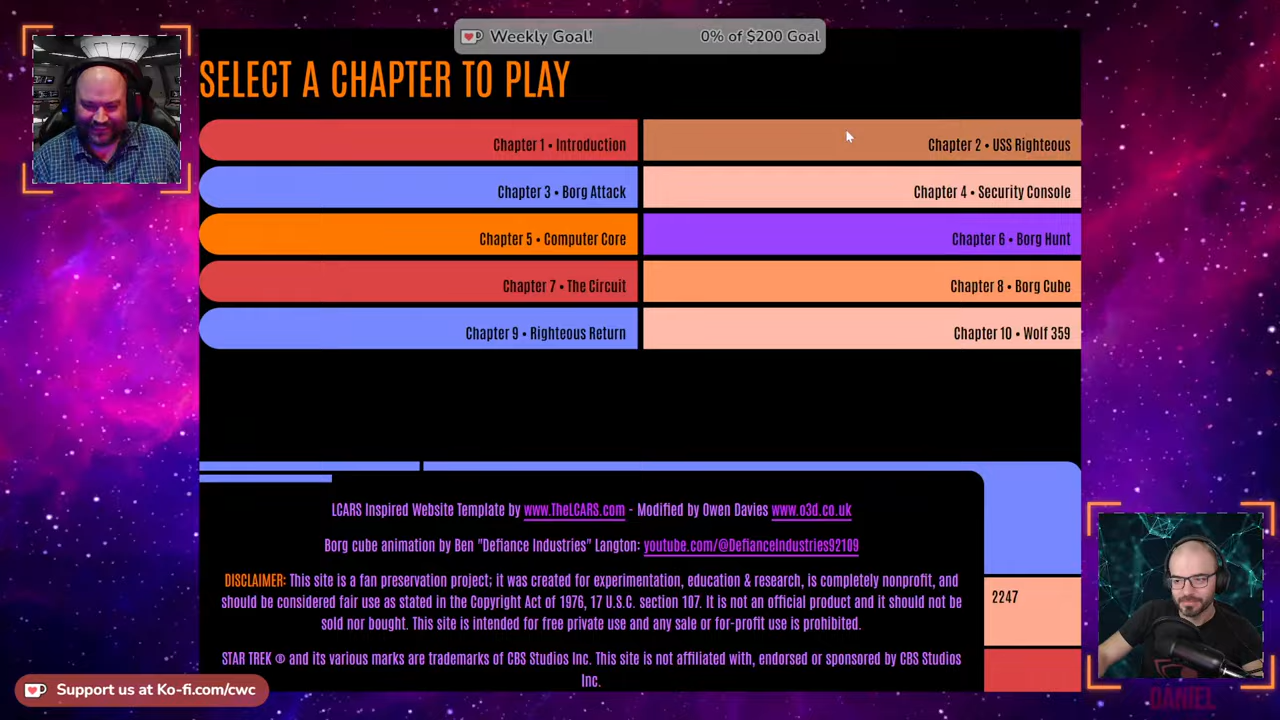 Weekly Goal! 0% of $200 Goal
SELECT A CHAPTER TO PLAY
Chapter 1 • Introduction
Chapter 2 • USS Righteous
Chapter 3 • Borg Attack
Chapter 4 • Security Console
Chapter 5 • Computer Core
Chapter 6 • Borg Hunt
Chapter 7 • The Circuit
Chapter 8 • Borg Cube
Chapter 9 • Righteous Return
Chapter 10 • Wolf 359
LCARS Inspired Website Template by www.TheLCARS.com - Modified by Owen Davies www.o3d.co.uk
Borg cube animation by Ben "Defiance Industries" Langton: youtube.com/@DefianceIndustries92109
DISCLAIMER: This site is a fan preservation project; it was created for experimentation, education & research, is completely nonprofit, and
should be considered fair use as stated in the Copyright Act of 1976, 17 U.S.C. section 107. It is not an official product and it should not be
sold nor bought. This site is intended for free private use and any sale or for-profit use is prohibited.
STAR TREK ® and its various marks are trademarks of CBS Studios Inc. This site is not affiliated with, endorsed or sponsored by CBS Studios
Inc.
2247
Support us at Ko-fi.com/cwc
DANIEL